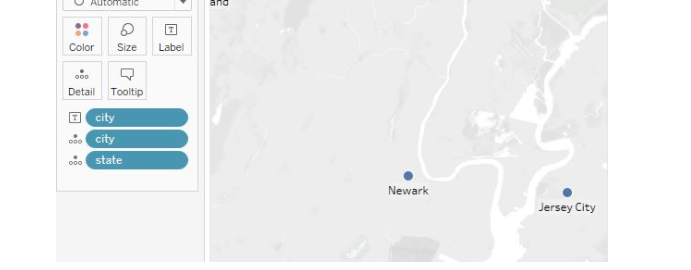 Automatic
and
Color
Size
T
Label
Detail
Tooltip
T
city
city
state
Newark
Jersey City